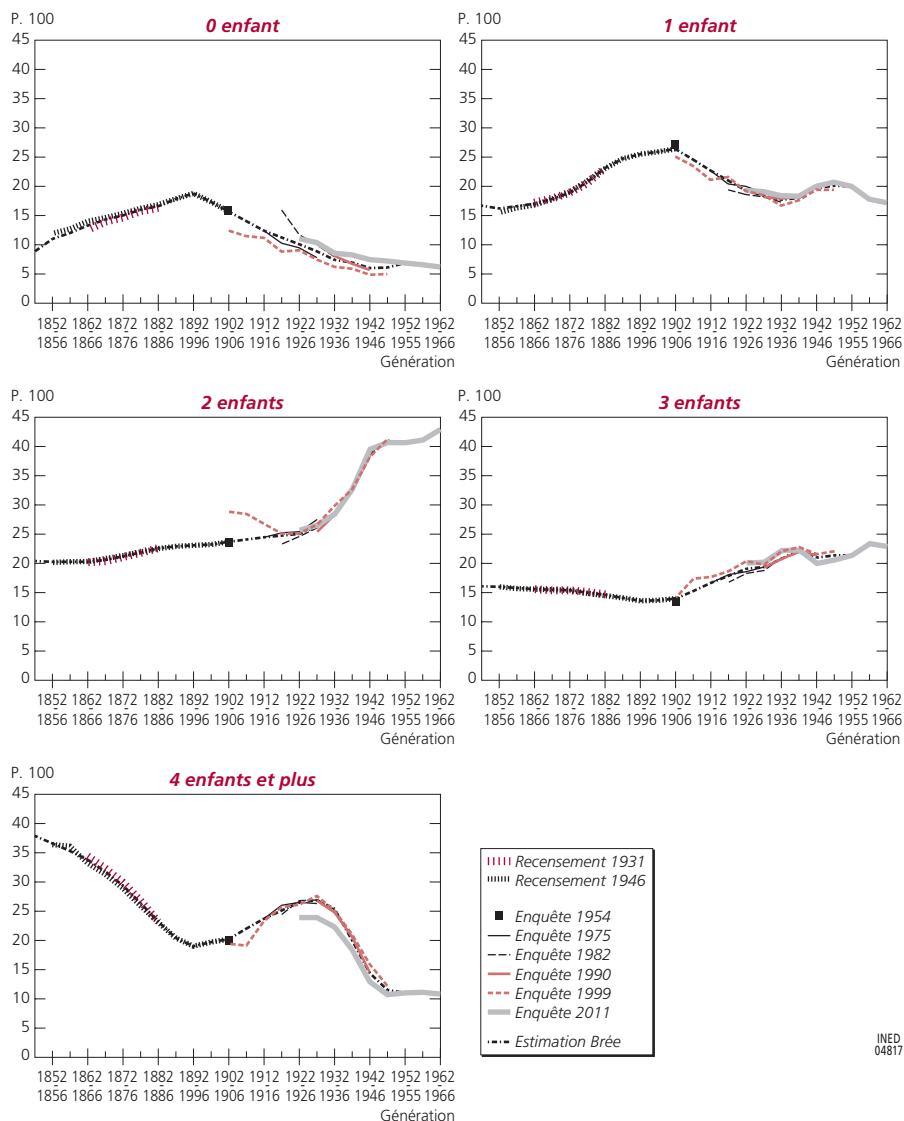 P. 100
0 enfant
45
40
35
30
25
20
15
10
5
0
1852 1862 1872 1882 1892 1902 1912 1922 1932 1942 1952 1962
- - - - - - - - - - - -
1856 1866 1876 1886 1996 1906 1916 1926 1936 1946 1955 1966
Génération
P. 100
1 enfant
45
40
35
30
25
20
15
10
5
0
1852 1862 1872 1882 1892 1902 1912 1922 1932 1942 1952 1962
- - - - - - - - - - - -
1856 1866 1876 1886 1996 1906 1916 1926 1936 1946 1955 1966
Génération
P. 100
2 enfants
45
40
35
30
25
20
15
10
5
0
1852 1862 1872 1882 1892 1902 1912 1922 1932 1942 1952 1962
- - - - - - - - - - - -
1856 1866 1876 1886 1996 1906 1916 1926 1936 1946 1955 1966
Génération
P. 100
3 enfants
45
40
35
30
25
20
15
10
5
0
1852 1862 1872 1882 1892 1902 1912 1922 1932 1942 1952 1962
- - - - - - - - - - - -
1856 1866 1876 1886 1996 1906 1916 1926 1936 1946 1955 1966
Génération
P. 100
4 enfants et plus
45
40
35
30
25
20
15
10
5
0
1852 1862 1872 1882 1892 1902 1912 1922 1932 1942 1952 1962
- - - - - - - - - - - -
1856 1866 1876 1886 1996 1906 1916 1926 1936 1946 1955 1966
Génération
Recensement 1931
Recensement 1946
Enquête 1954
Enquête 1975
Enquête 1982
Enquête 1990
Enquête 1999
Enquête 2011
Estimation Brée
INED
04817